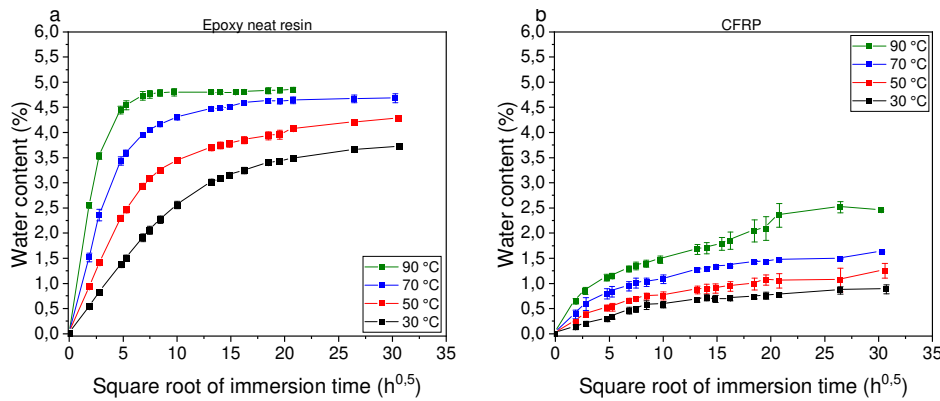 a
Epoxy neat resin
6,0
5,5
5,0
4,5
4,0
3,5
3,0
2,5
2,0
1,5
1,0
0,5
0,0
Water content (%)
90 °C
70 °C
50 °C
30 °C
0 5 10 15 20 25 30 35
Square root of immersion time (h^0,5)
b
CFRP
6,0
5,5
5,0
4,5
4,0
3,5
3,0
2,5
2,0
1,5
1,0
0,5
0,0
Water content (%)
90 °C
70 °C
50 °C
30 °C
0 5 10 15 20 25 30 35
Square root of immersion time (h^0,5)